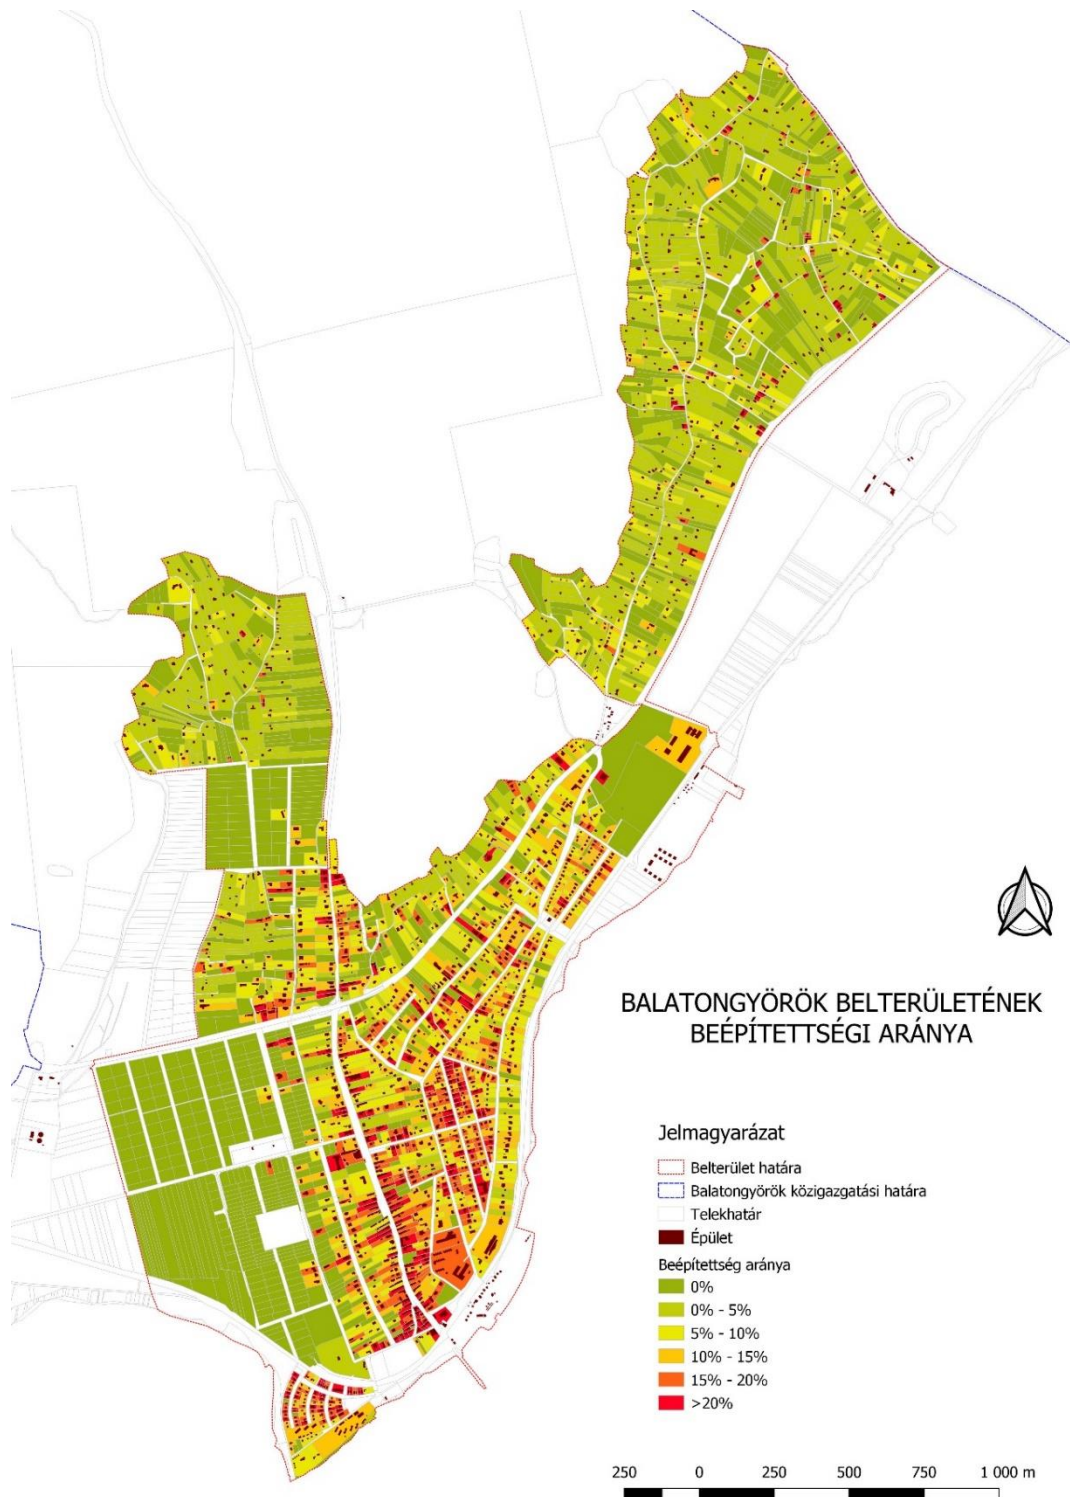 BALATONGYÖRÖK BELTERÜLETÉNEK
BEÉPÍTETTSÉGI ARÁNYA
Jelmagyarázat
Belterület határa
Balatongyörök közigazgatási határa
Telekhatár
Épület
Beépítettség aránya
0%
0% - 5%
5% - 10%
10% - 15%
15% - 20%
>20%
250 0 250 500 750 1 000 m